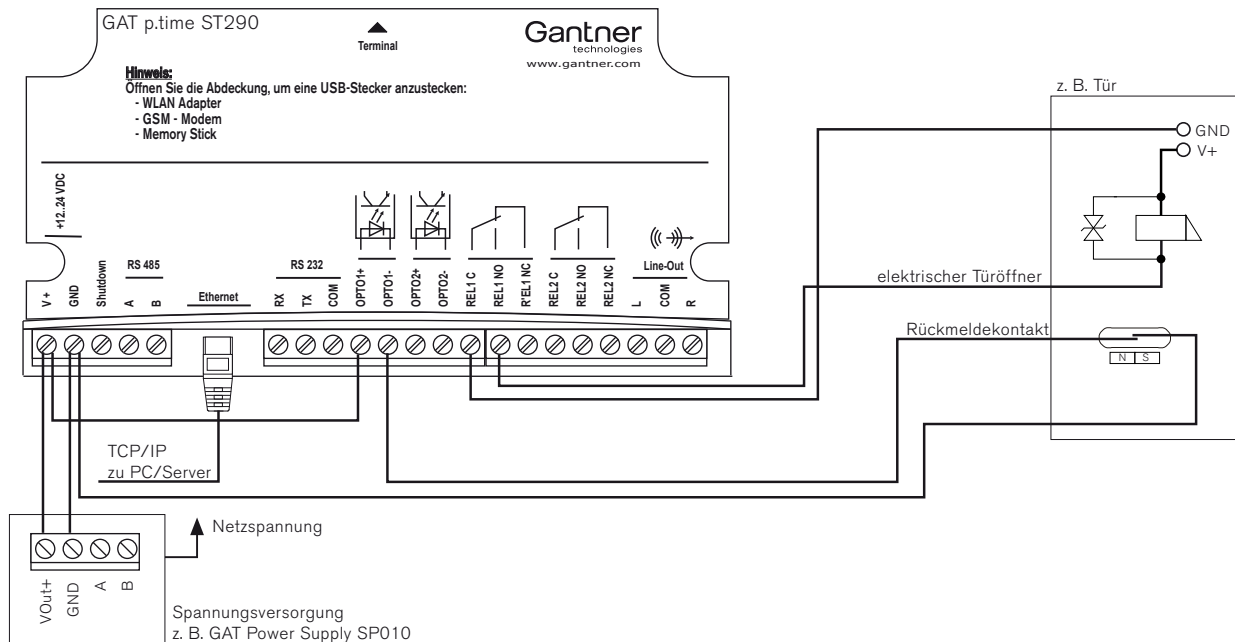 GAT p.time ST290
Terminal
Gantner
technologies
www.gantner.com
Hinweis:
Öffnen Sie die Abdeckung, um eine USB-Stecker anzustecken:
- WLAN Adapter
- GSM - Modem
- Memory Stick
z. B. Tür
GND
V+
+12..24 VDC
RS 485
Ethernet
RS 232
Line-Out
V +
GND
Shutdown
A
B
RX
TX
COM
OPTO1+
OPTO1-
OPTO2+
OPTO2-
REL1 C
REL1 NO
R'EL1 NC
REL2 C
REL2 NO
REL2 NC
L
COM
R
elektrischer Türöffner
Rückmeldekontakt
N S
TCP/IP
zu PC/Server
Netzspannung
VOut+
GND
A
B
Spannungsversorgung
z. B. GAT Power Supply SP010